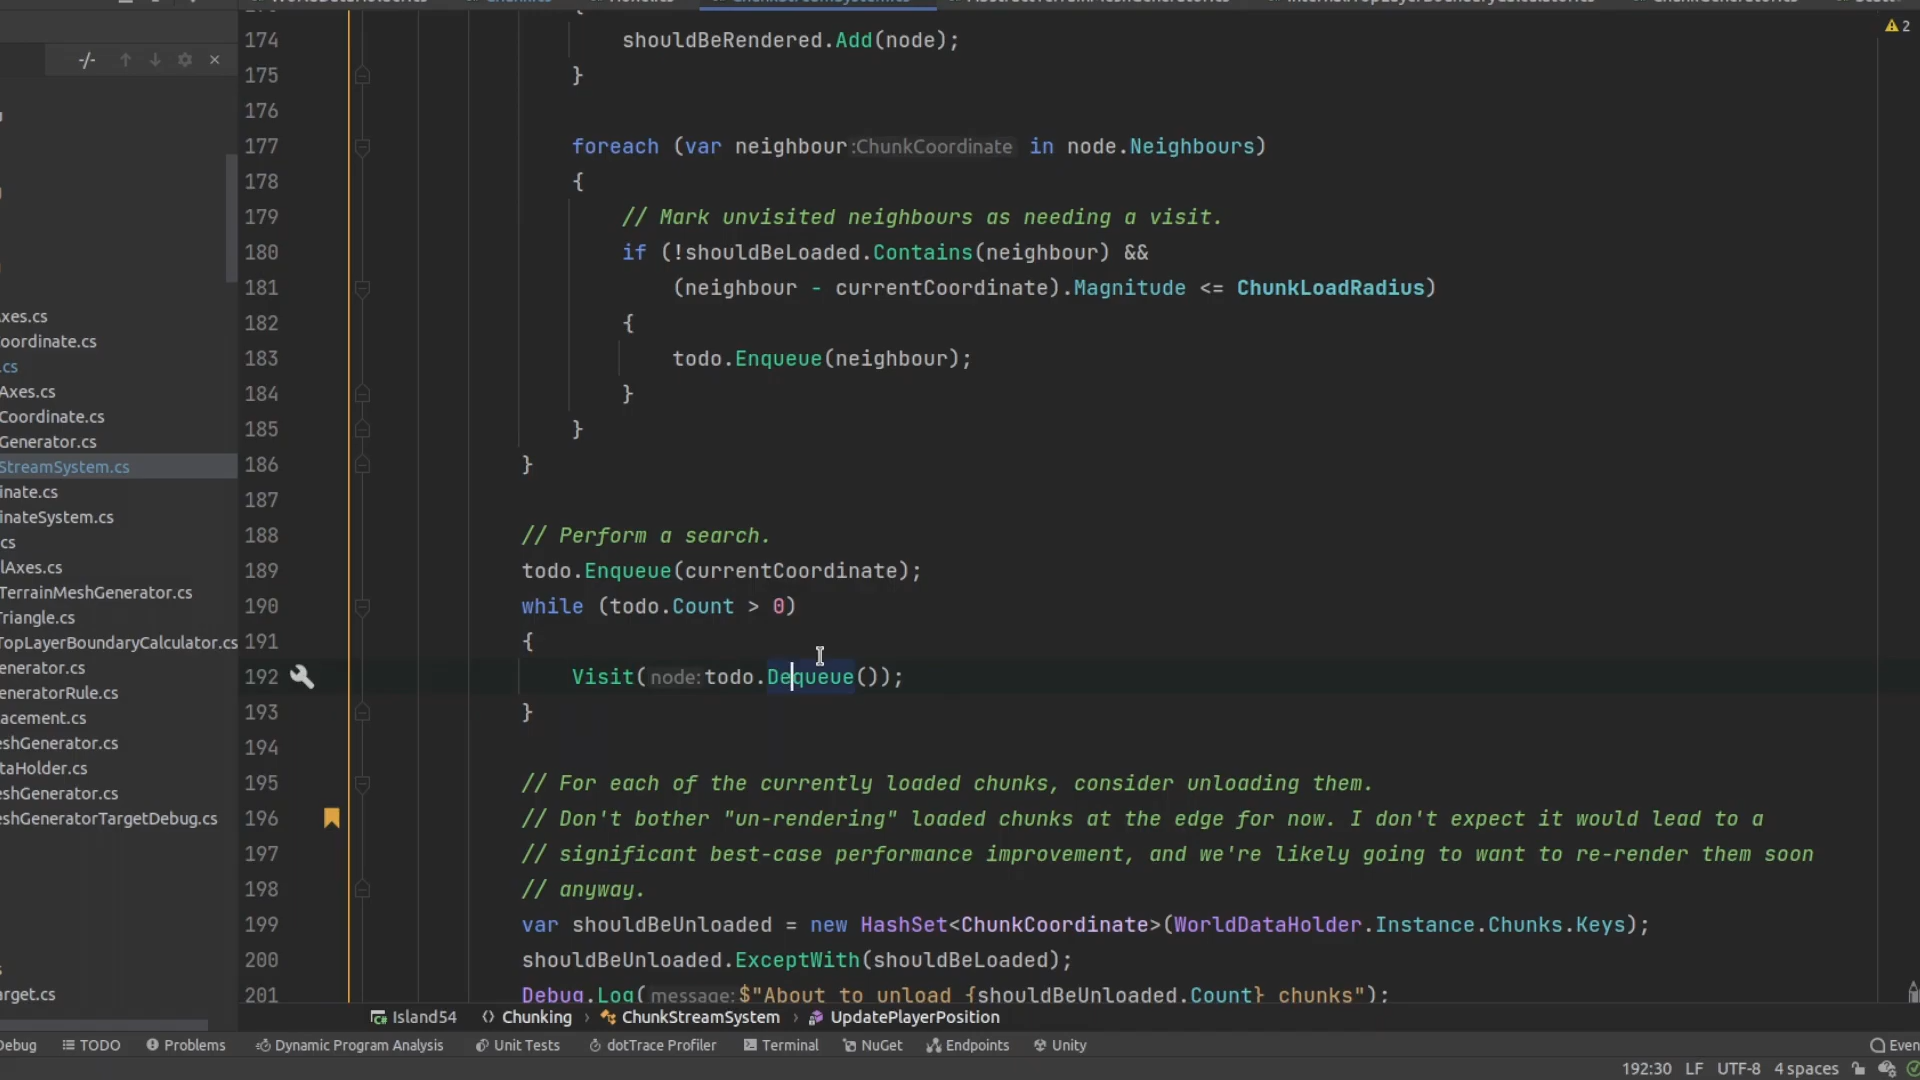 174 shouldBeRendered.Add(node);
175 }
176
177 foreach (var neighbour :ChunkCoordinate in node.Neighbours)
178 {
179 // Mark unvisited neighbours as needing a visit.
180 if (!shouldBeLoaded.Contains(neighbour) &&
181 (neighbour - currentCoordinate).Magnitude <= ChunkLoadRadius)
182 {
183 todo.Enqueue(neighbour);
184 }
185 }
186 }
187
188 // Perform a search.
189 todo.Enqueue(currentCoordinate);
190 while (todo.Count > 0)
191 {
192 Visit( node: todo.Dequeue());
193 }
194
195 // For each of the currently loaded chunks, consider unloading them.
196 // Don't bother "un-rendering" loaded chunks at the edge for now. I don't expect it would lead to a
197 // significant best-case performance improvement, and we're likely going to want to re-render them soon
198 // anyway.
199 var shouldBeUnloaded = new HashSet<ChunkCoordinate>(WorldDataHolder.Instance.Chunks.Keys);
200 shouldBeUnloaded.ExceptWith(shouldBeLoaded);
201 Debug.Log( message: $"About to unload {shouldBeUnloaded.Count} chunks");
2
xes.cs
oordinate.cs
.cs
Axes.cs
Coordinate.cs
Generator.cs
StreamSystem.cs
inate.cs
inateSystem.cs
cs
lAxes.cs
TerrainMeshGenerator.cs
Triangle.cs
TopLayerBoundaryCalculator.cs
enerator.cs
eneratorRule.cs
acement.cs
eshGenerator.cs
taHolder.cs
eshGenerator.cs
eshGeneratorTargetDebug.cs
arget.cs
Island54 Chunking › ChunkStreamSystem › UpdatePlayerPosition
Debug TODO Problems Dynamic Program Analysis Unit Tests dotTrace Profiler Terminal NuGet Endpoints Unity Even
192:30 LF UTF-8 4 spaces